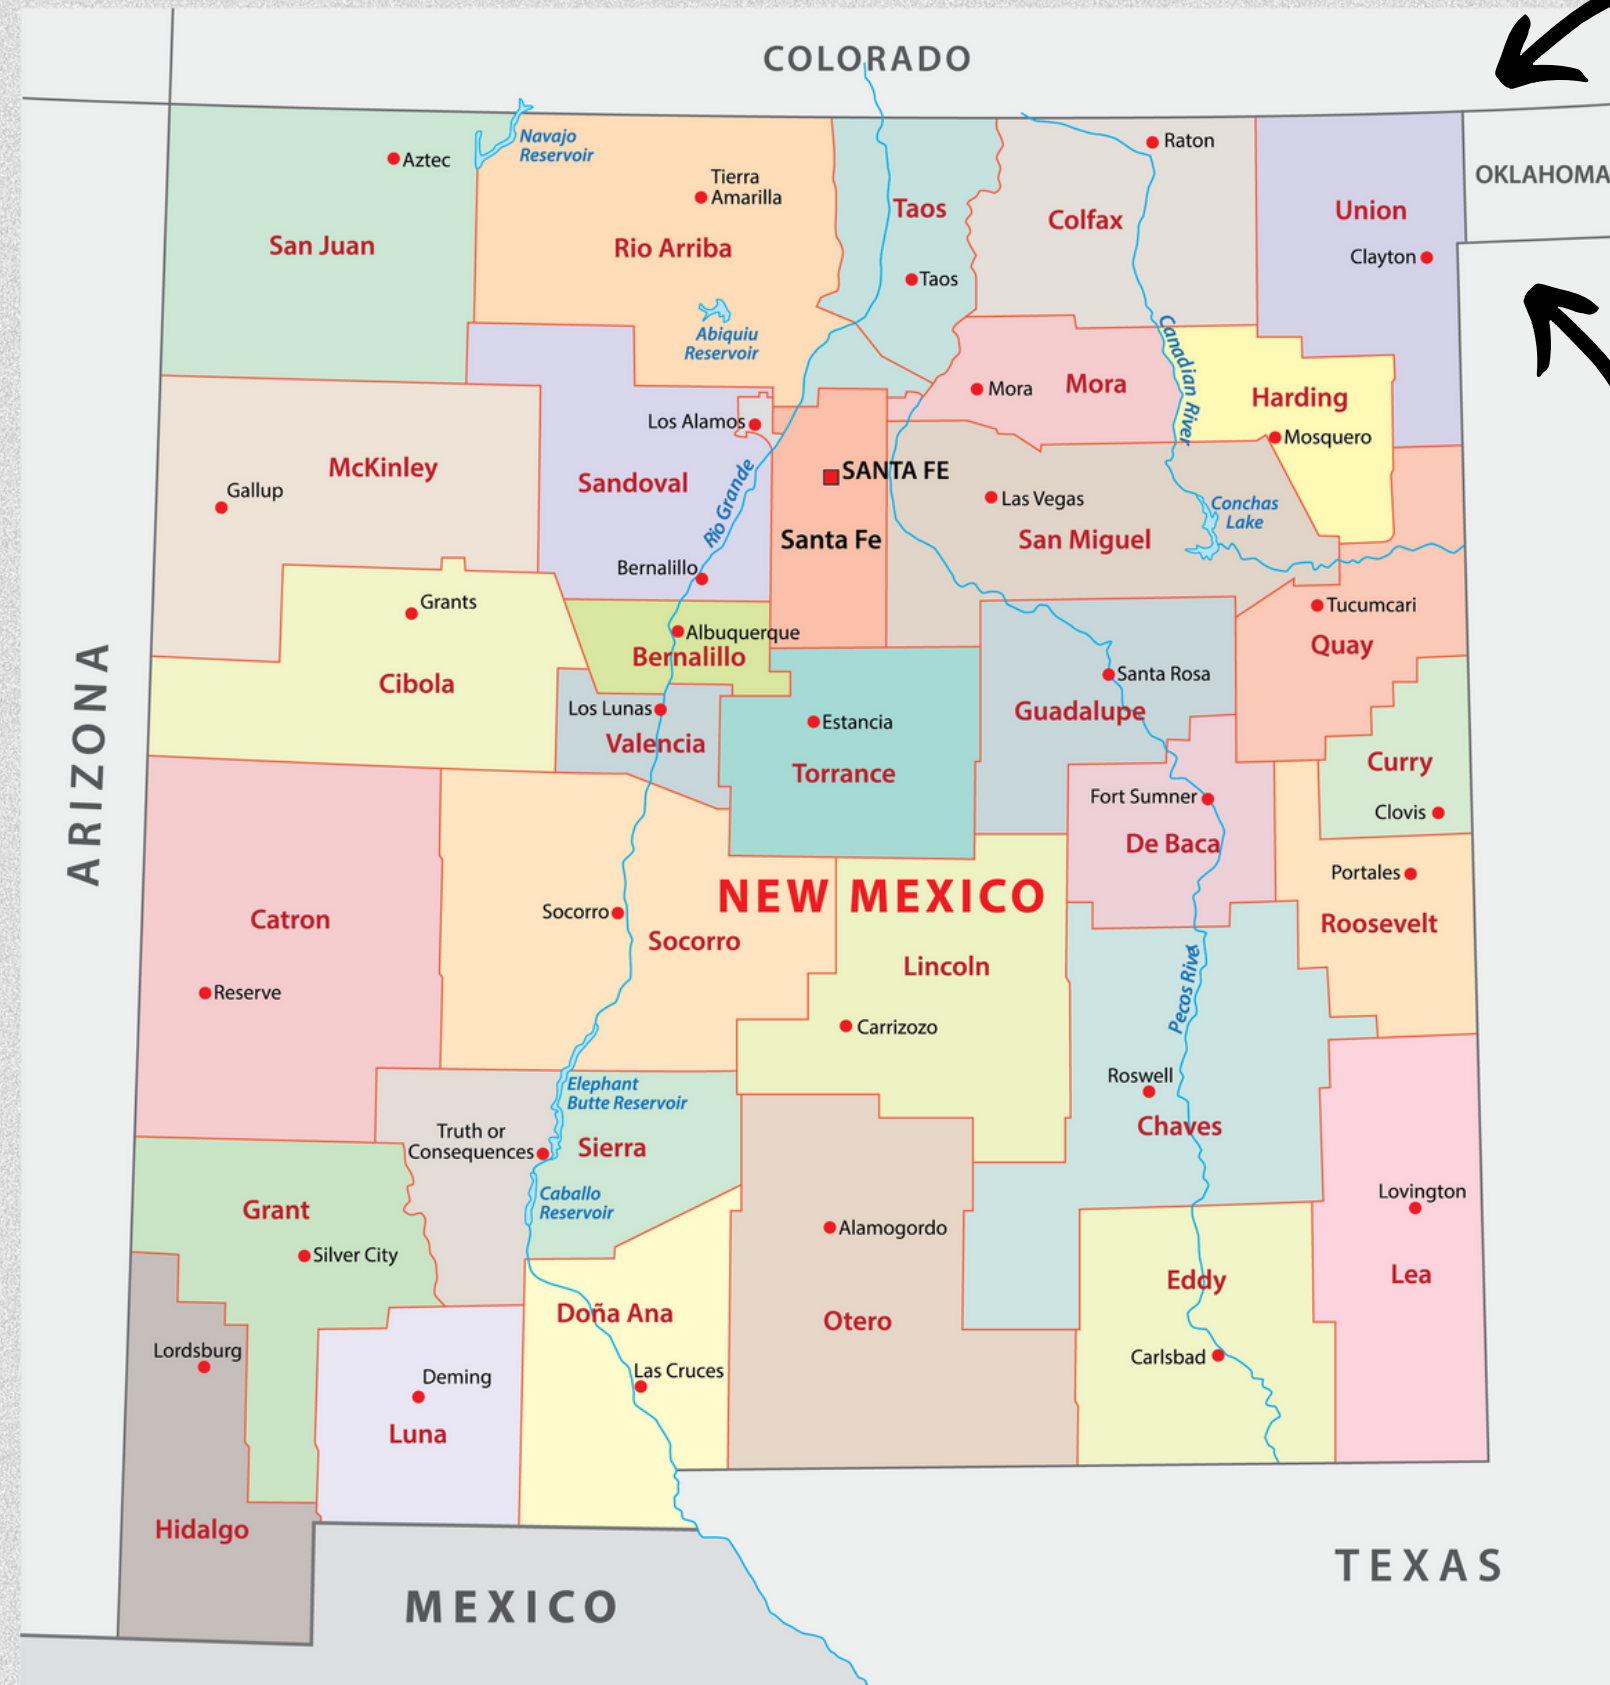 COLORADO
Navajo
Reservoir
Aztec
Tierra
Amarilla
Raton
OKLAHOMA
San Juan
Rio Arriba
Taos
Colfax
Union
Clayton
Taos
Abiquiu
Reservoir
Canadian River
Mora
Mora
Harding
Mosquero
Los Alamos
McKinley
Gallup
Sandoval
Rio Grande
SANTA FE
Santa Fe
Las Vegas
San Miguel
Conchas
Lake
Bernalillo
Grants
Albuquerque
Bernalillo
Tucumcari
Quay
ARIZONA
Cibola
Los Lunas
Valencia
Estancia
Torrance
Santa Rosa
Guadalupe
Curry
Clovis
Fort Sumner
De Baca
NEW MEXICO
Portales
Roosevelt
Catron
Reserve
Socorro
Socorro
Lincoln
Carrizozo
Pecos River
Roswell
Chaves
Elephant
Butte Reservoir
Truth or
Consequences
Sierra
Caballo
Reservoir
Lovington
Lea
Grant
Silver City
Alamogordo
Otero
Eddy
Carlsbad
Doña Ana
Las Cruces
Lordsburg
Deming
Luna
Hidalgo
MEXICO
TEXAS